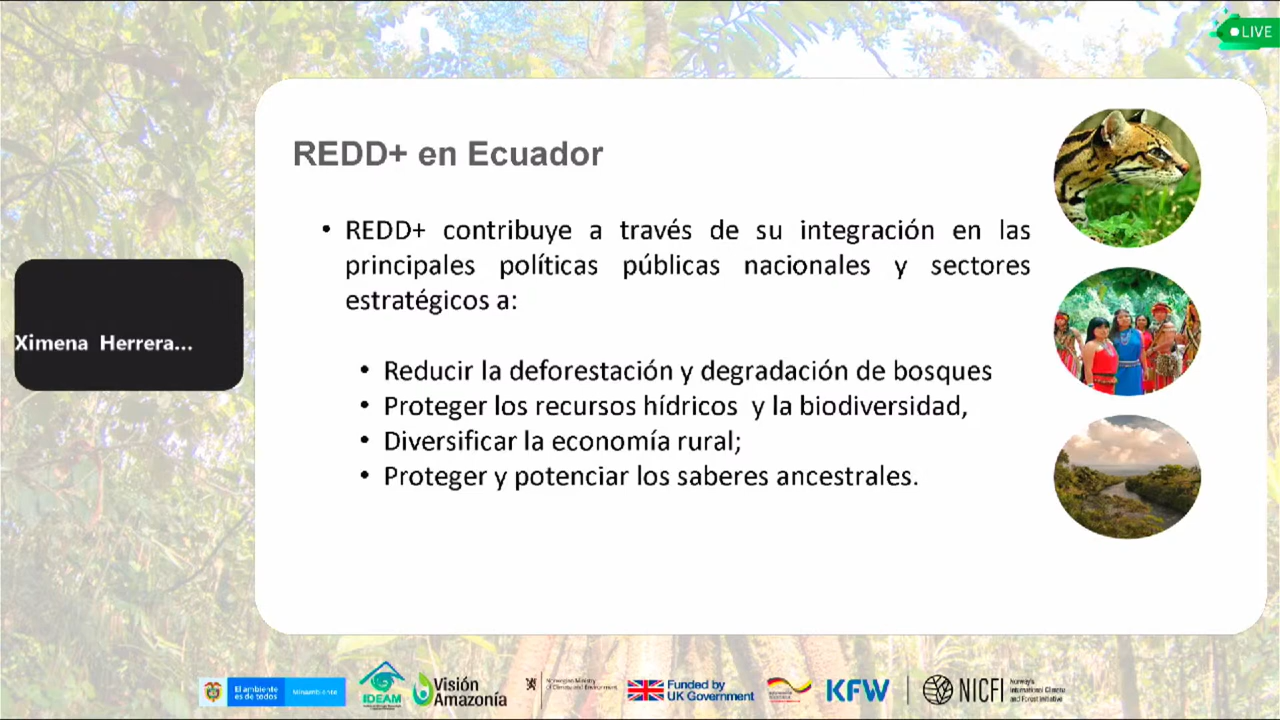 LIVE
REDD+ en Ecuador
• REDD+ contribuye a través de su integración en las
principales políticas públicas nacionales y sectores
estratégicos a:
• Reducir la deforestación y degradación de bosques
• Proteger los recursos hídricos y la biodiversidad,
• Diversificar la economía rural;
• Proteger y potenciar los saberes ancestrales.
Ximena Herrera...
El ambiente
es de todos
Minambiente
IDEAM
Visión
Amazonía
Norwegian Ministry
of Climate and Environment
Funded by
UK Government
KFW
NICFI
Norway's
International Climate
and Forest Initiative